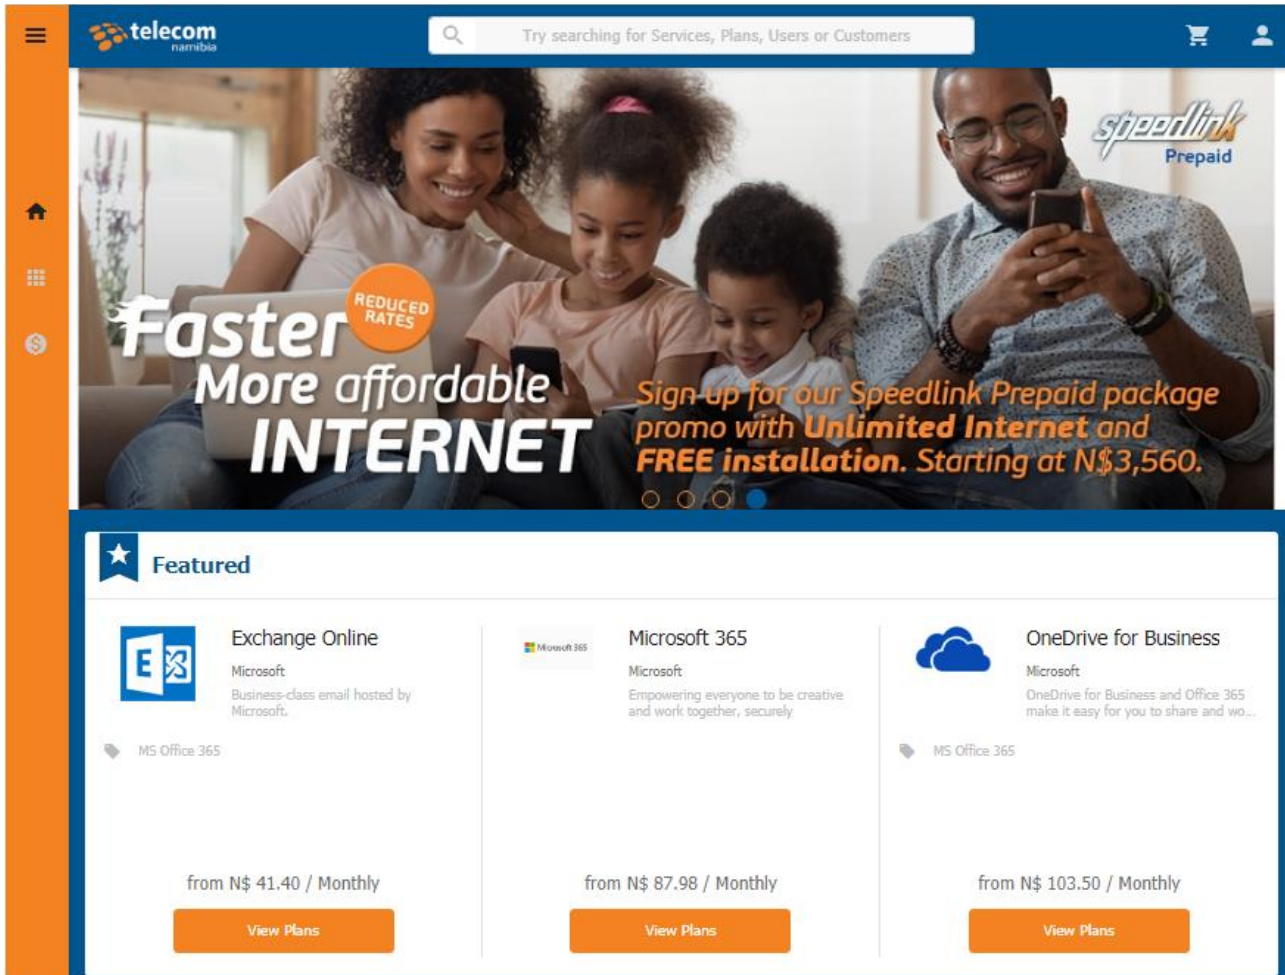 telecom
namibia
Try searching for Services, Plans, Users or Customers
speedlink
Prepaid
REDUCED
RATES
Faster
More affordable
INTERNET
Sign up for our Speedlink Prepaid package
promo with Unlimited Internet and
FREE installation. Starting at N$3,560.
Featured
E
Exchange Online
Microsoft
Business-class email hosted by
Microsoft.
MS Office 365
from N$ 41.40 / Monthly
View Plans
Microsoft 365
Microsoft 365
Microsoft
Empowering everyone to be creative
and work together, securely
from N$ 87.98 / Monthly
View Plans
OneDrive for Business
Microsoft
OneDrive for Business and Office 365
make it easy for you to share and wo...
MS Office 365
from N$ 103.50 / Monthly
View Plans